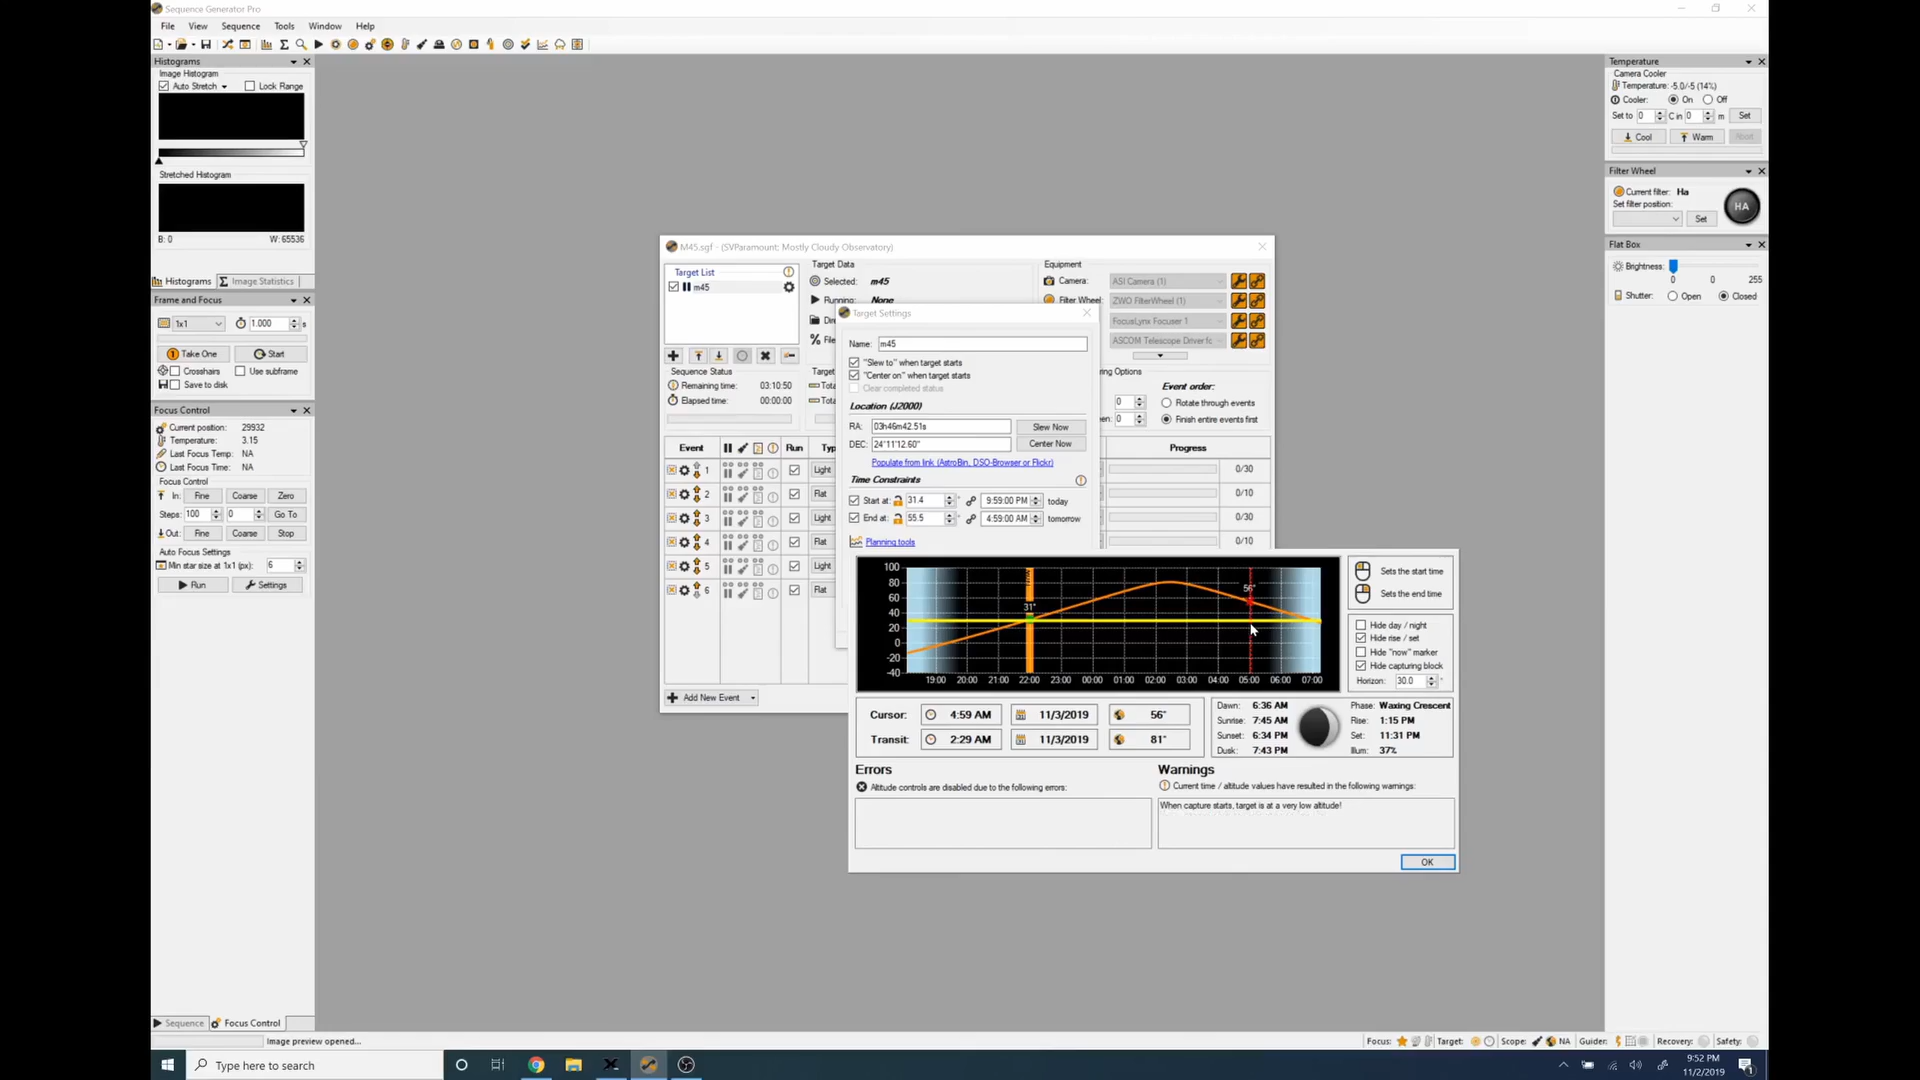 Sequence Generator Pro
File View Sequence Tools Window Help
Histograms
Image Histogram
Auto Stretch Lock Range
Stretched Histogram
B: 0 W: 65536
Histograms Image Statistics
Frame and Focus
1x1 1.000 s
Take One Start
Crosshairs Use subframe
Save to disk
Focus Control
Current position: 29932
Temperature: 3.15
Last Focus Temp: NA
Last Focus Time: NA
Focus Control
In: Fine Coarse Zero
Steps: 100 0 Go To
Out: Fine Coarse Stop
Auto Focus Settings
Min star size at 1x1 (px): 6
Run Settings
Sequence Focus Control
Image preview opened...
M45.sgf - (SVParamount: Mostly Cloudy Observatory)
Target List
m45
Target Data
Selected: m45
Running: None
Equipment
Camera: ASI Camera (1)
Filter Wheel: ZWO FilterWheel (1)
FocusLynx Focuser 1
ASCOM Telescope Driver fc
Sequence Status
Remaining time: 03:10:50
Elapsed time: 00:00:00
Event order:
0 Rotate through events
0 Finish entire events first
Event Run Progress
1 Light 0/30
2 Flat 0/10
3 Light 0/30
4 Flat 0/10
5 Light
6 Flat
Add New Event
Target Settings
Name: m45
"Slew to" when target starts
"Center on" when target starts
Clear completed status
Location (J2000)
RA: 03h46m42.51s Slew Now
DEC: 24°11'12.60" Center Now
Populate from link (AstroBin, DSO-Browser or Flickr)
Time Constraints
Start at: 31.4 ° 9:59:00 PM today
End at: 55.5 ° 4:59:00 AM tomorrow
Planning tools
100
80
60
40
20
0
-20
-40
31°
56°
19:00 20:00 21:00 22:00 23:00 00:00 01:00 02:00 03:00 04:00 05:00 06:00 07:00
Sets the start time
Sets the end time
Hide day / night
Hide rise / set
Hide "now" marker
Hide capturing block
Horizon: 30.0 °
Cursor: 4:59 AM 11/3/2019 56°
Transit: 2:29 AM 11/3/2019 81°
Dawn: 6:36 AM
Sunrise: 7:45 AM
Sunset: 6:34 PM
Dusk: 7:43 PM
Phase: Waxing Crescent
Rise: 1:15 PM
Set: 11:31 PM
Illum: 37%
Errors
Altitude controls are disabled due to the following errors:
Warnings
Current time / altitude values have resulted in the following warnings:
When capture starts, target is at a very low altitude!
OK
Temperature
Camera Cooler
Temperature: -5.0/-5 (14%)
Cooler: On Off
Set to 0 C in 0 m Set
Cool Warm Abort
Filter Wheel
Current filter: Ha
Set filter position:
Set
HA
Flat Box
Brightness:
0 0 255
Shutter: Open Closed
Focus: Target: Scope: NA Guider: Recovery: Safety:
Type here to search
9:52 PM
11/2/2019